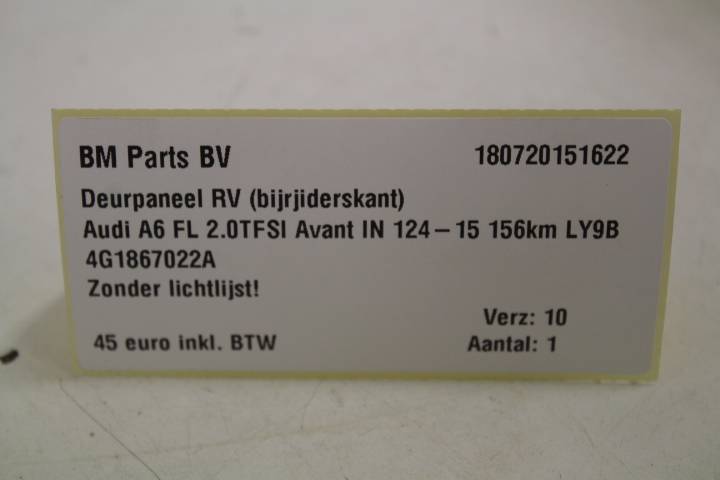 BM Parts BV 180720151622
Deurpaneel RV (bijrjiderskant)
Audi A6 FL 2.0TFSI Avant IN 124-15 156km LY9B
4G1867022A
Zonder lichtlijst!
Verz: 10
45 euro inkl. BTW Aantal: 1